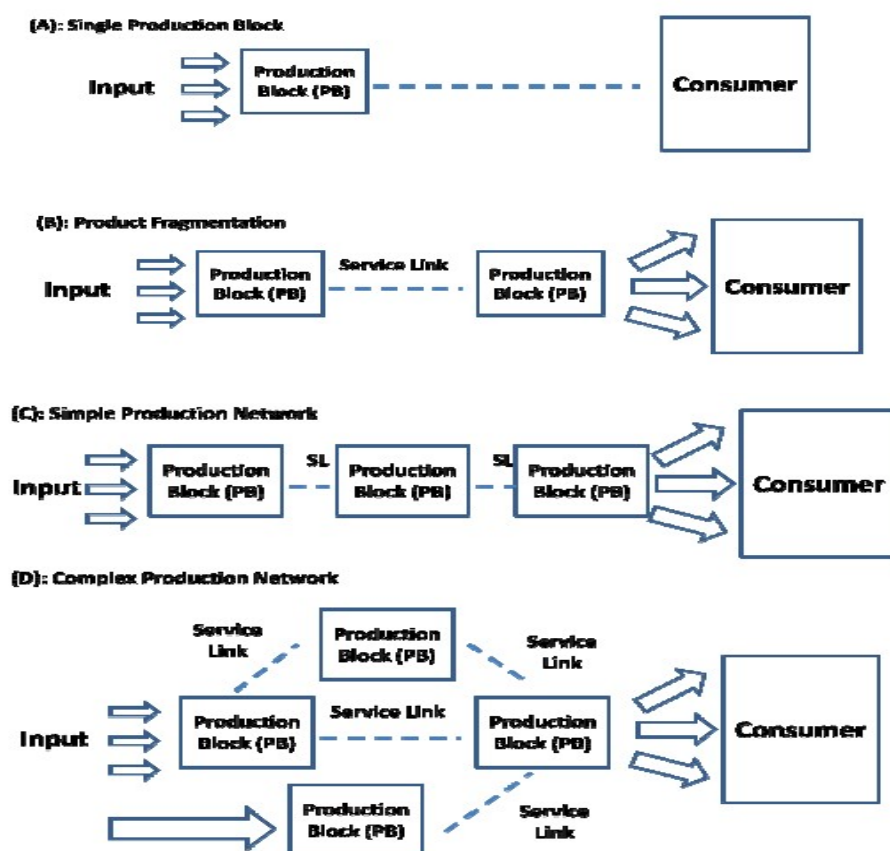 (A): Single Production Block
Input
Production
Block (PB)
Consumer
(B): Product Fragmentation
Input
Production
Block (PB)
Service Link
Production
Block (PB)
Consumer
(C): Simple Production Network
Input
Production
Block (PB)
SL
Production
Block (PB)
SL
Production
Block (PB)
Consumer
(D): Complex Production Network
Service
Link
Production
Block (PB)
Service
Link
Input
Production
Block (PB)
Service Link
Production
Block (PB)
Consumer
Production
Block (PB)
Service
Link